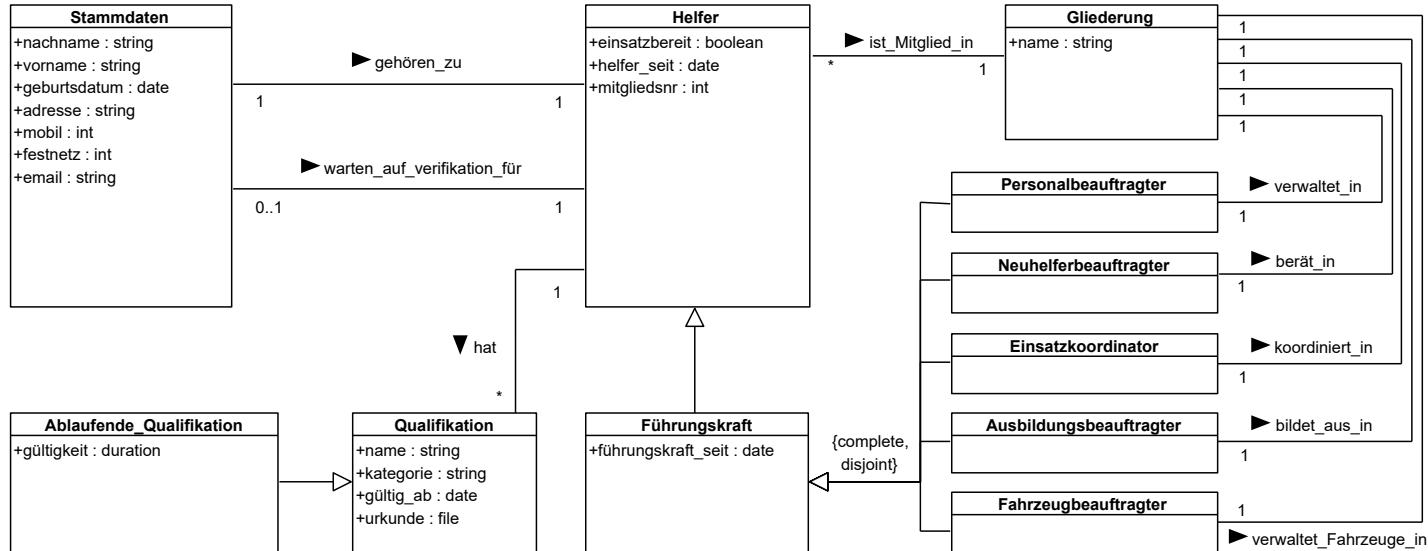 Stammdaten
+nachname : string
+vorname : string
+geburtsdatum : date
+adresse : string
+mobil : int
+festnetz : int
+email : string
gehören_zu
1
1
warten_auf_verifikation_für
0..1
1
Helfer
+einsatzbereit : boolean
+helfer_seit : date
+mitgliedsnr : int
ist_Mitglied_in
*
1
Gliederung
+name : string
1
1
1
1
1
1
Personalbeauftragter
verwaltet_in
1
Neuhelferbeauftragter
berät_in
1
Einsatzkoordinator
koordiniert_in
1
Ausbildungsbeauftragter
bildet_aus_in
1
Fahrzeugbeauftragter
1
verwaltet_Fahrzeuge_in
1
hat
*
Ablaufende_Qualifikation
+gültigkeit : duration
Qualifikation
+name : string
+kategorie : string
+gültig_ab : date
+urkunde : file
Führungskraft
+führungskraft_seit : date
{complete,
disjoint}